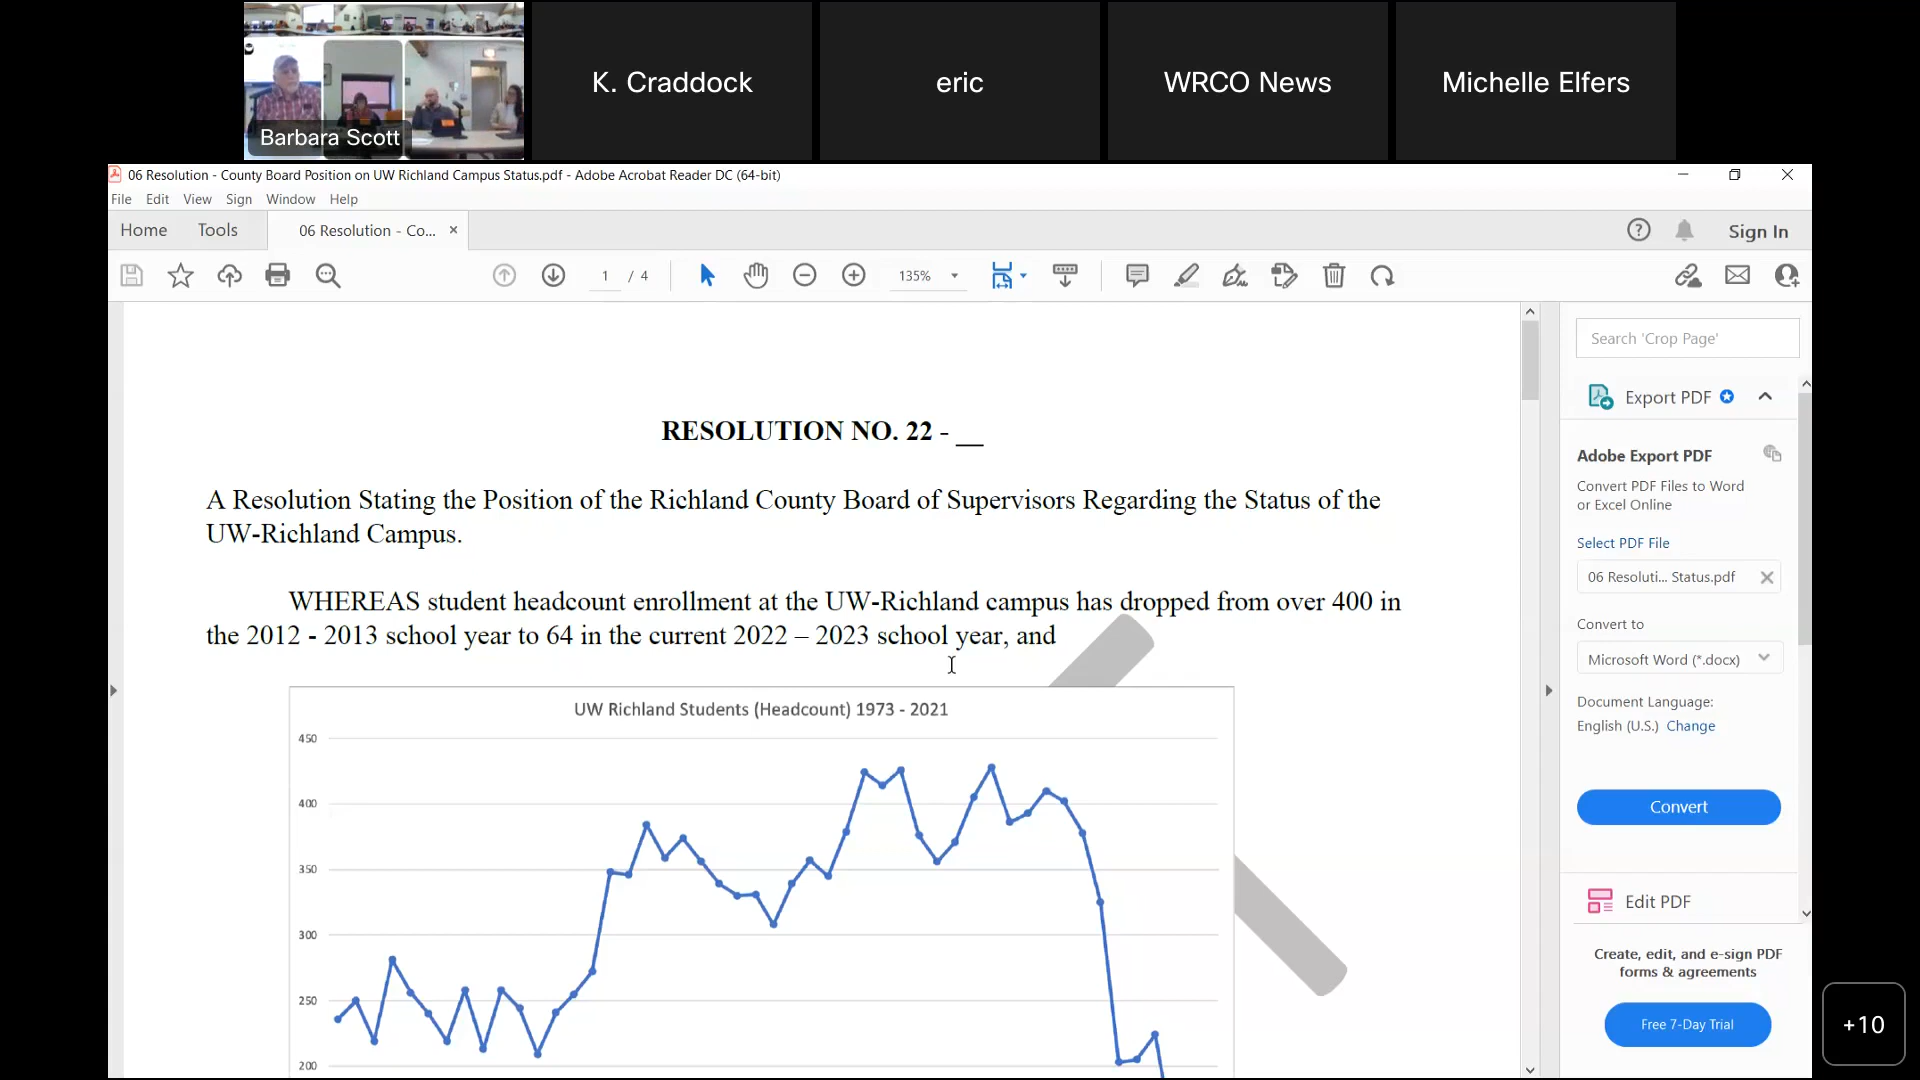 Barbara Scott
K. Craddock
eric
WRCO News
Michelle Elfers
06 Resolution - County Board Position on UW Richland Campus Status.pdf - Adobe Acrobat Reader DC (64-bit)
File Edit View Sign Window Help
Home Tools 06 Resolution - Co... ×
Sign In
1 / 4
135%
RESOLUTION NO. 22 - __
A Resolution Stating the Position of the Richland County Board of Supervisors Regarding the Status of the
UW-Richland Campus.
WHEREAS student headcount enrollment at the UW-Richland campus has dropped from over 400 in
the 2012 - 2013 school year to 64 in the current 2022 – 2023 school year, and
UW Richland Students (Headcount) 1973 - 2021
450
400
350
300
250
200
Search 'Crop Page'
Export PDF
Adobe Export PDF
Convert PDF Files to Word
or Excel Online
Select PDF File
06 Resoluti... Status.pdf
Convert to
Microsoft Word (*.docx)
Document Language:
English (U.S.) Change
Convert
Edit PDF
Create, edit, and e-sign PDF
forms & agreements
Free 7-Day Trial
+10